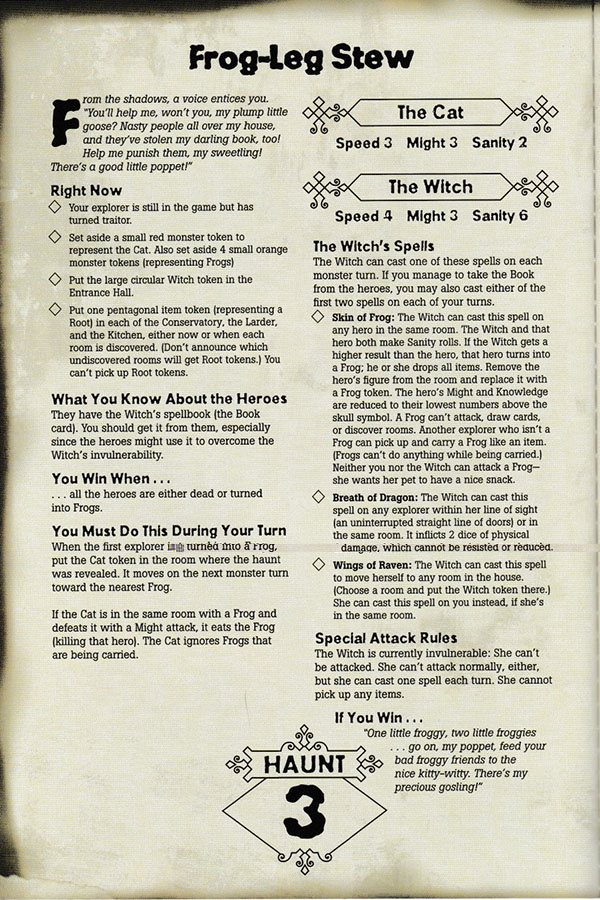 Frog-Leg Stew
From the shadows, a voice entices you.
"You'll help me, won't you, my plump little
goose? Nasty people all over my house,
and they've stolen my darling book, too!
Help me punish them, my sweetling!
There's a good little poppet!"
Right Now
Your explorer is still in the game but has
turned traitor.
Set aside a small red monster token to
represent the Cat. Also set aside 4 small orange
monster tokens (representing Frogs)
Put the large circular Witch token in the
Entrance Hall.
Put one pentagonal item token (representing a
Root) in each of the Conservatory, the Larder,
and the Kitchen, either now or when each
room is discovered. (Don't announce which
undiscovered rooms will get Root tokens.) You
can't pick up Root tokens.
What You Know About the Heroes
They have the Witch's spellbook (the Book
card). You should get it from them, especially
since the heroes might use it to overcome the
Witch's invulnerability.
You Win When . . .
. . . all the heroes are either dead or turned
into Frogs.
You Must Do This During Your Turn
When the first explorer is turned into a Frog,
put the Cat token in the room where the haunt
was revealed. It moves on the next monster turn
toward the nearest Frog.
If the Cat is in the same room with a Frog and
defeats it with a Might attack, it eats the Frog
(killing that hero). The Cat ignores Frogs that
are being carried.
The Cat
Speed 3 Might 3 Sanity 2
The Witch
Speed 4 Might 3 Sanity 6
The Witch's Spells
The Witch can cast one of these spells on each
monster turn. If you manage to take the Book
from the heroes, you may also cast either of the
first two spells on each of your turns.
Skin of Frog: The Witch can cast this spell on
any hero in the same room. The Witch and that
hero both make Sanity rolls. If the Witch gets a
higher result than the hero, that hero turns into
a Frog; he or she drops all items. Remove the
hero's figure from the room and replace it with
a Frog token. The hero's Might and Knowledge
are reduced to their lowest numbers above the
skull symbol. A Frog can't attack, draw cards,
or discover rooms. Another explorer who isn't a
Frog can pick up and carry a Frog like an item.
(Frogs can't do anything while being carried.)
Neither you nor the Witch can attack a Frog—
she wants her pet to have a nice snack.
Breath of Dragon: The Witch can cast this
spell on any explorer within her line of sight
(an uninterrupted straight line of doors) or in
the same room. It inflicts 2 dice of physical
damage, which cannot be resisted or reduced.
Wings of Raven: The Witch can cast this spell
to move herself to any room in the house.
(Choose a room and put the Witch token there.)
She can cast this spell on you instead, if she's
in the same room.
Special Attack Rules
The Witch is currently invulnerable: She can't
be attacked. She can't attack normally, either,
but she can cast one spell each turn. She cannot
pick up any items.
If You Win . . .
"One little froggy, two little froggies
. . . go on, my poppet, feed your
bad froggy friends to the
nice kitty-witty. There's my
precious gosling!"
HAUNT
3